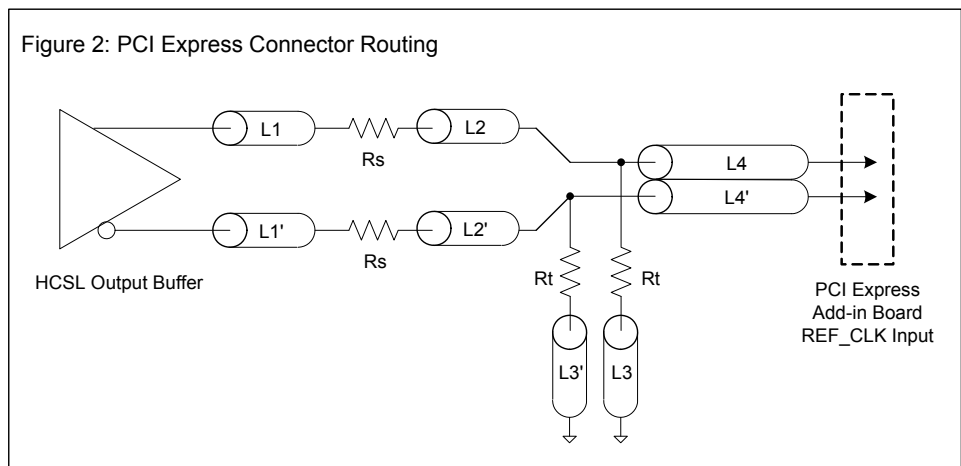 Figure 2: PCI Express Connector Routing
L1
Rs
L2
L4
L4'
L1'
Rs
L2'
HCSL Output Buffer
Rt
Rt
L3'
L3
PCI Express
Add-in Board
REF_CLK Input